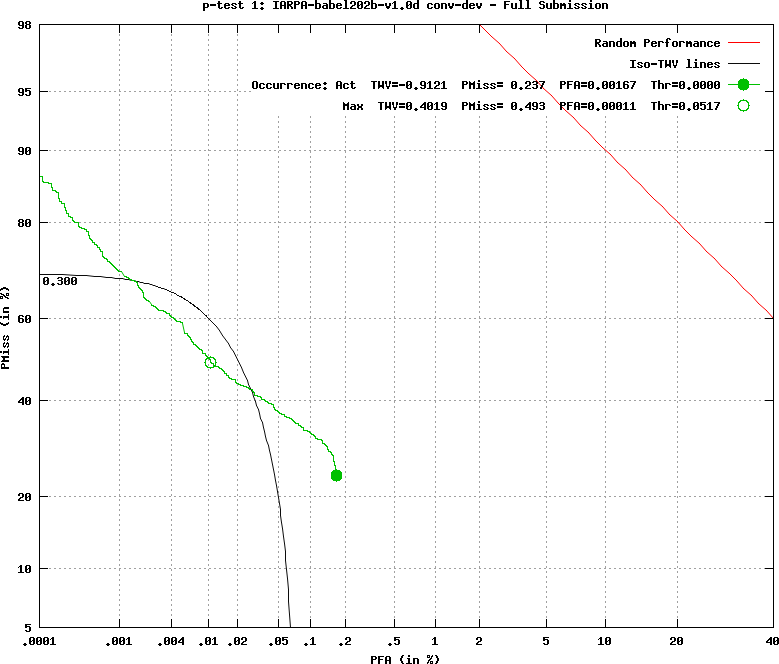 p-test 1: IARPA-babel202b-v1.0d conv-dev - Full Submission
Random Performance
Iso-TWV lines
Occurrence: Act TWV=-0.9121 PMiss= 0.237 PFA=0.00167 Thr=0.0000
Max TWV=0.4019 PMiss= 0.493 PFA=0.00011 Thr=0.0517
98
95
90
80
60
40
20
10
5
PMiss (in %)
0.300
.0001 .001 .004 .01 .02 .05 .1 .2 .5 1 2 5 10 20 40
PFA (in %)